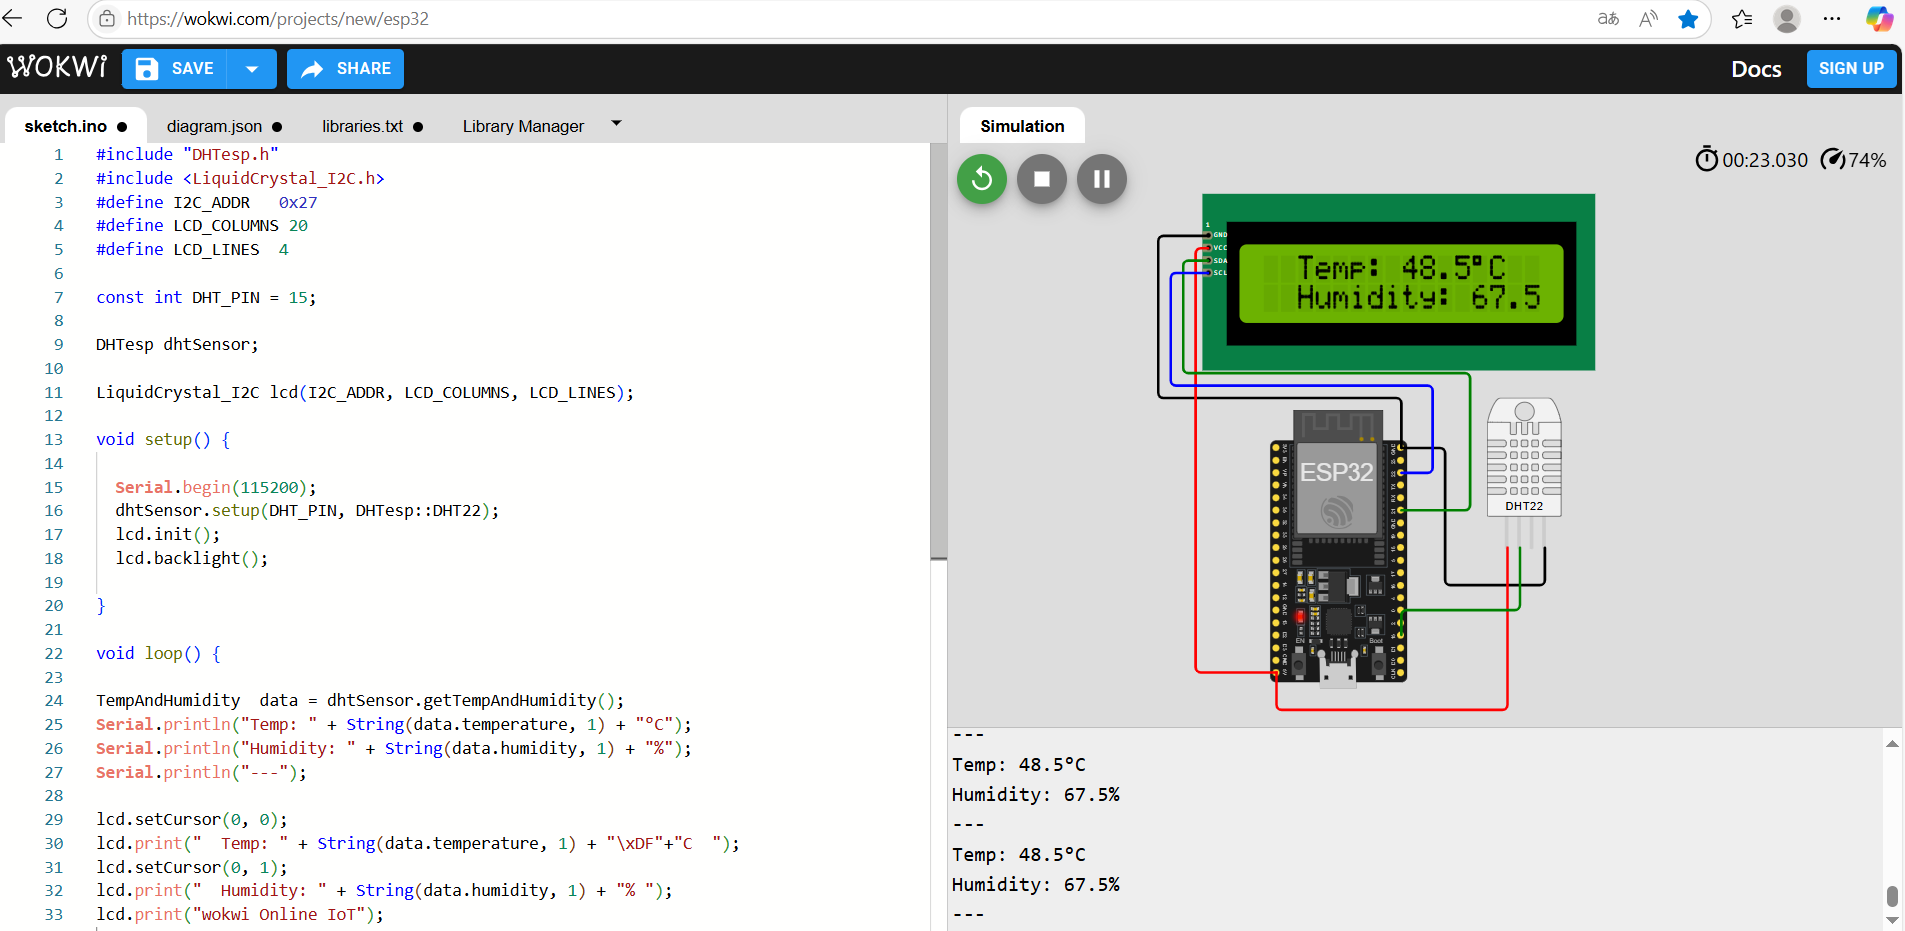 https://wokwi.com/projects/new/esp32
WOKWi
SAVE
SHARE
Docs
SIGN UP
sketch.ino
diagram.json
libraries.txt
Library Manager
1 #include "DHTesp.h"
2 #include <LiquidCrystal_I2C.h>
3 #define I2C_ADDR   0x27
4 #define LCD_COLUMNS 20
5 #define LCD_LINES  4
6
7 const int DHT_PIN = 15;
8
9 DHTesp dhtSensor;
10
11 LiquidCrystal_I2C lcd(I2C_ADDR, LCD_COLUMNS, LCD_LINES);
12
13 void setup() {
14
15   Serial.begin(115200);
16   dhtSensor.setup(DHT_PIN, DHTesp::DHT22);
17   lcd.init();
18   lcd.backlight();
19
20 }
21
22 void loop() {
23
24 TempAndHumidity  data = dhtSensor.getTempAndHumidity();
25 Serial.println("Temp: " + String(data.temperature, 1) + "°C");
26 Serial.println("Humidity: " + String(data.humidity, 1) + "%");
27 Serial.println("---");
28
29 lcd.setCursor(0, 0);
30 lcd.print("  Temp: " + String(data.temperature, 1) + "\xDF"+"C  ");
31 lcd.setCursor(0, 1);
32 lcd.print("  Humidity: " + String(data.humidity, 1) + "% ");
33 lcd.print("wokwi Online IoT");
Simulation
00:23.030
74%
1
GND
VCC
SDA
SCL
Temp: 48.5°C
Humidity: 67.5
ESP32
DHT22
EN
Boot
---
Temp: 48.5°C
Humidity: 67.5%
---
Temp: 48.5°C
Humidity: 67.5%
---